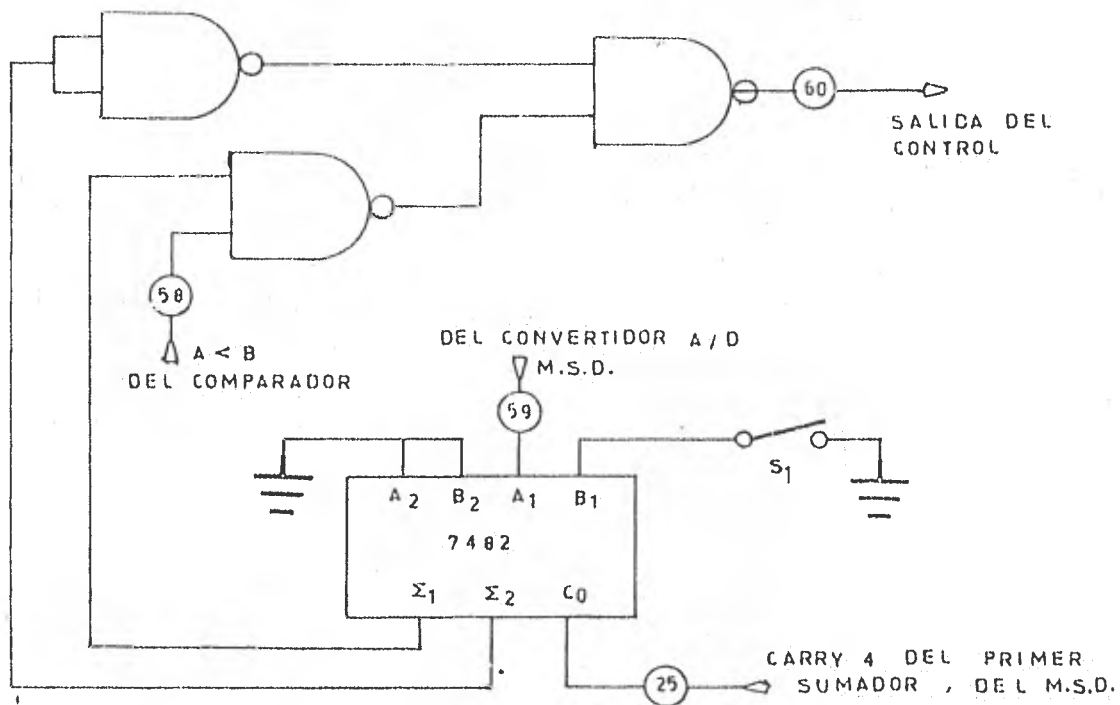 60
SALIDA DEL
CONTROL
58
A < B
DEL COMPARADOR
DEL CONVERTIDOR A/D
M.S.D.
59
S1
A2 B2 A1 B1
7482
Σ1 Σ2 C0
25
CARRY 4 DEL PRIMER
SUMADOR , DEL M.S.D.